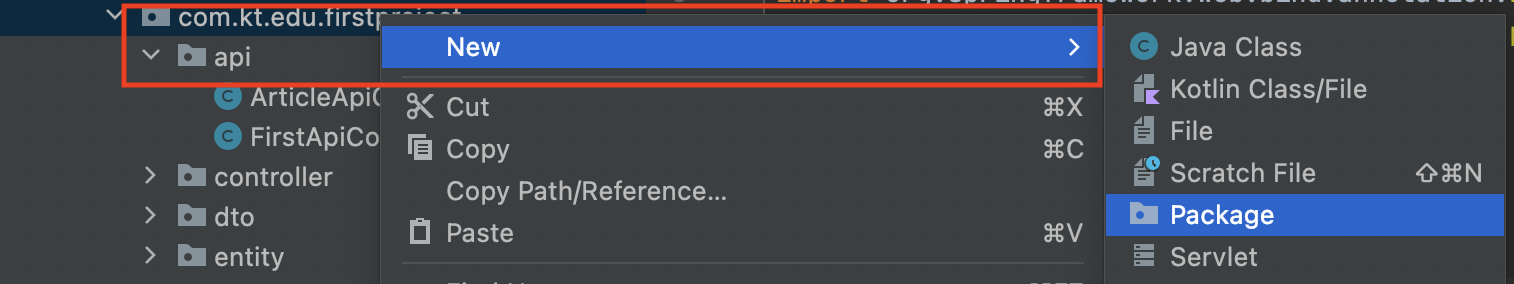 com.kt.edu.firstproject
api
ArticleApiC
FirstApiCo
controller
dto
entity
New
Cut ⌘X
Copy ⌘C
Copy Path/Reference...
Paste ⌘V
Java Class
Kotlin Class/File
File
Scratch File ⇧⌘N
Package
Servlet